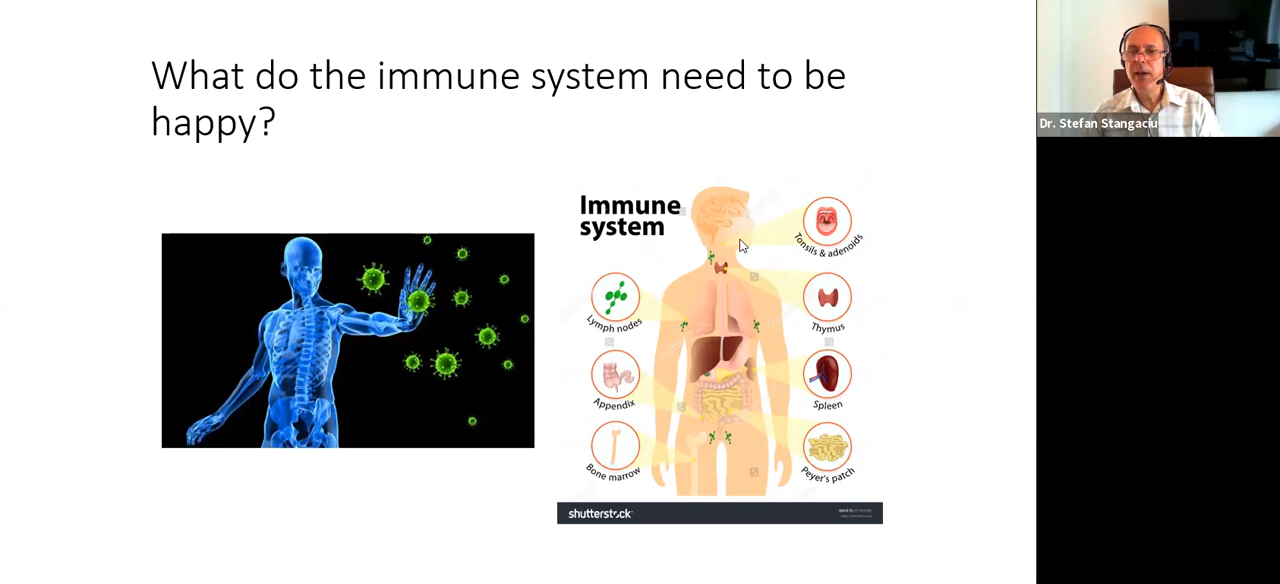 What do the immune system need to be
happy?
Dr. Stefan Stangaciu
Immune
system
Tonsils & adenoids
Lymph nodes
Thymus
Appendix
Spleen
Bone marrow
Peyer's patch
shutterstock